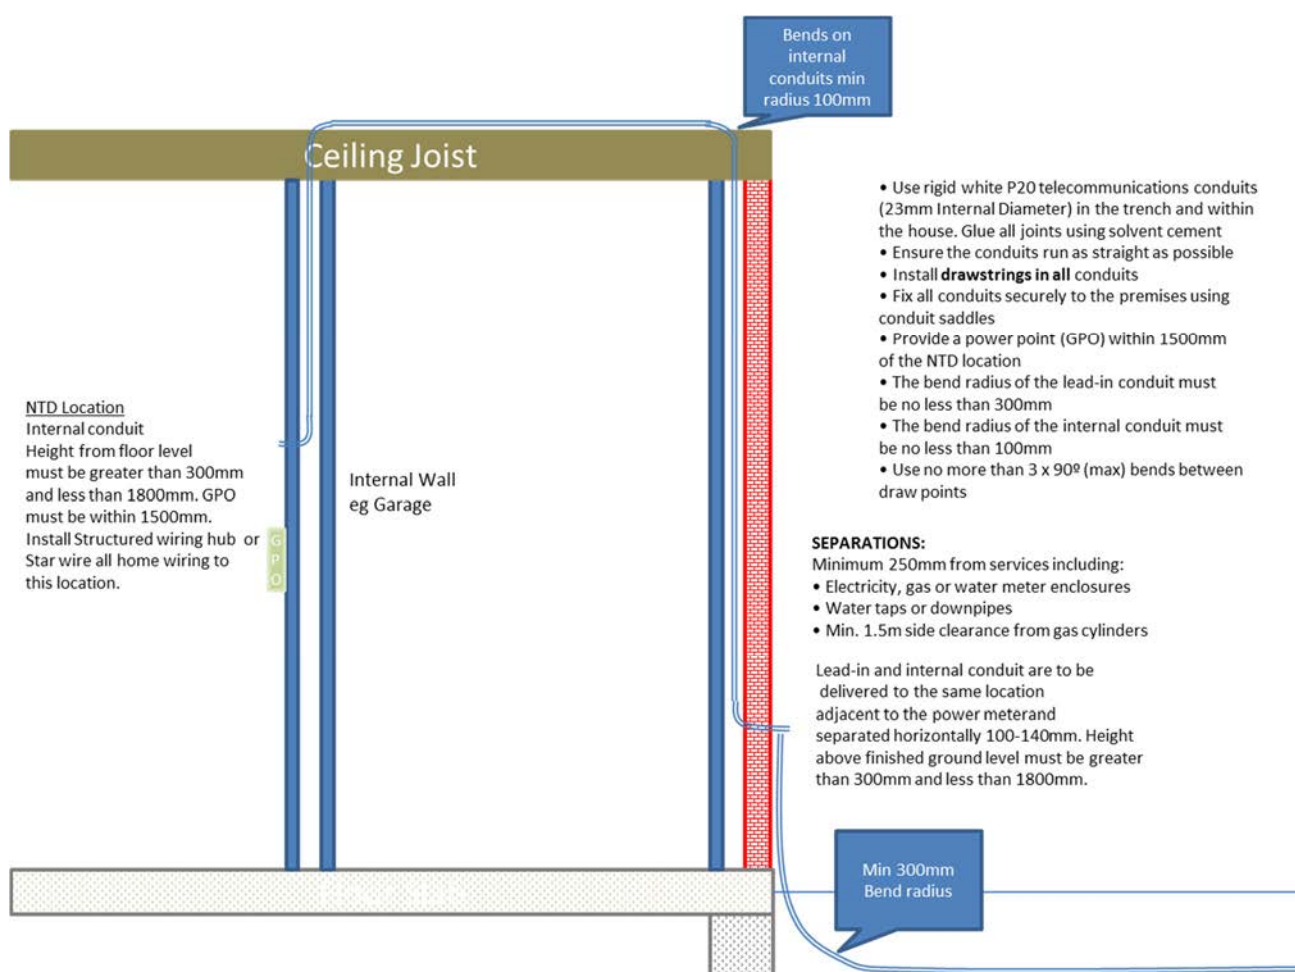 Bends on
internal
conduits min
radius 100mm
Ceiling Joist
• Use rigid white P20 telecommunications conduits
(23mm Internal Diameter) in the trench and within
the house. Glue all joints using solvent cement
• Ensure the conduits run as straight as possible
• Install drawstrings in all conduits
• Fix all conduits securely to the premises using
conduit saddles
• Provide a power point (GPO) within 1500mm
of the NTD location
• The bend radius of the lead-in conduit must
be no less than 300mm
• The bend radius of the internal conduit must
be no less than 100mm
• Use no more than 3 x 90º (max) bends between
draw points
NTD Location
Internal conduit
Height from floor level
must be greater than 300mm
and less than 1800mm. GPO
must be within 1500mm.
Install Structured wiring hub or
Star wire all home wiring to
this location.
GPO
Internal Wall
eg Garage
SEPARATIONS:
Minimum 250mm from services including:
• Electricity, gas or water meter enclosures
• Water taps or downpipes
• Min. 1.5m side clearance from gas cylinders
Lead-in and internal conduit are to be
delivered to the same location
adjacent to the power meterand
separated horizontally 100-140mm. Height
above finished ground level must be greater
than 300mm and less than 1800mm.
Min 300mm
Bend radius